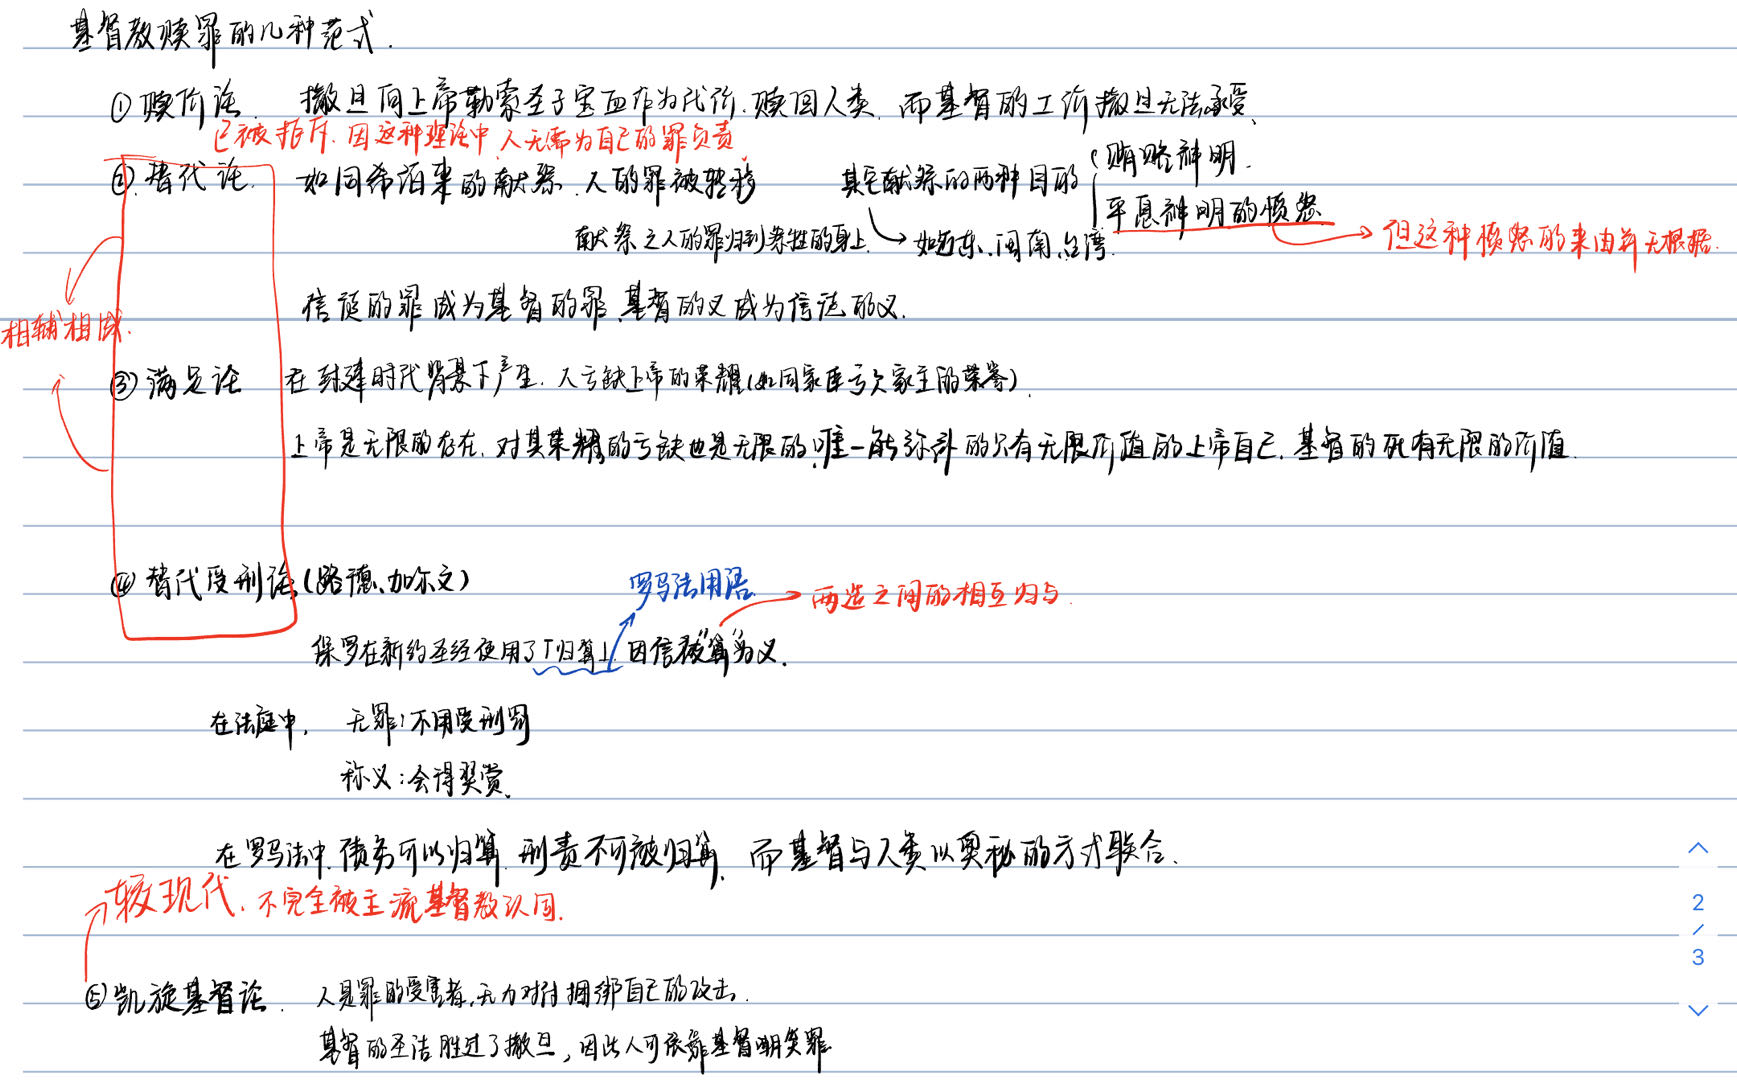 基督教赎罪的几种范式.
①赎价论. 撒旦向上帝勒索圣子宝血作为代价.赎回人类. 而基督的工价撒旦无法承受.
已被摈斥.因这种理论中,人无需为自己的罪负责.
②替代论. 如同希伯来的献祭.人的罪被转移 其它献祭的两种目的 贿赂神明.
平息神明的愤怒
献祭之人的罪归到祭牲的身上. 如近东、闽南、台湾. 但这种愤怒的来由并无根据.
信徒的罪成为基督的罪.基督的义成为信徒的义.
相辅相成.
③满足论 在封建时代背景下产生.人亏缺上帝的荣耀(如同家臣亏欠家主的荣誉).
上帝是无限的存在.对其荣耀的亏缺也是无限的.唯一能弥补的只有无限价值的上帝自己.基督的死有无限的价值.
④替代受刑论(路德、加尔文) 罗马法用语. 两造之间的相互归与.
保罗在新约圣经使用了「归算」.因信被“算”为义.
在法庭中, 无罪:不用受刑罚
称义:会得奖赏.
在罗马法中.债务可以归算.刑责不可被归算. 而基督与人类以奥秘的方式联合.
较现代.不完全被主流基督教认同.
⑤凯旋基督论. 人是罪的受害者,无力对付捆绑自己的攻击.
基督的圣洁胜过了撒旦,因此人可依靠基督胜罪
2
/
3